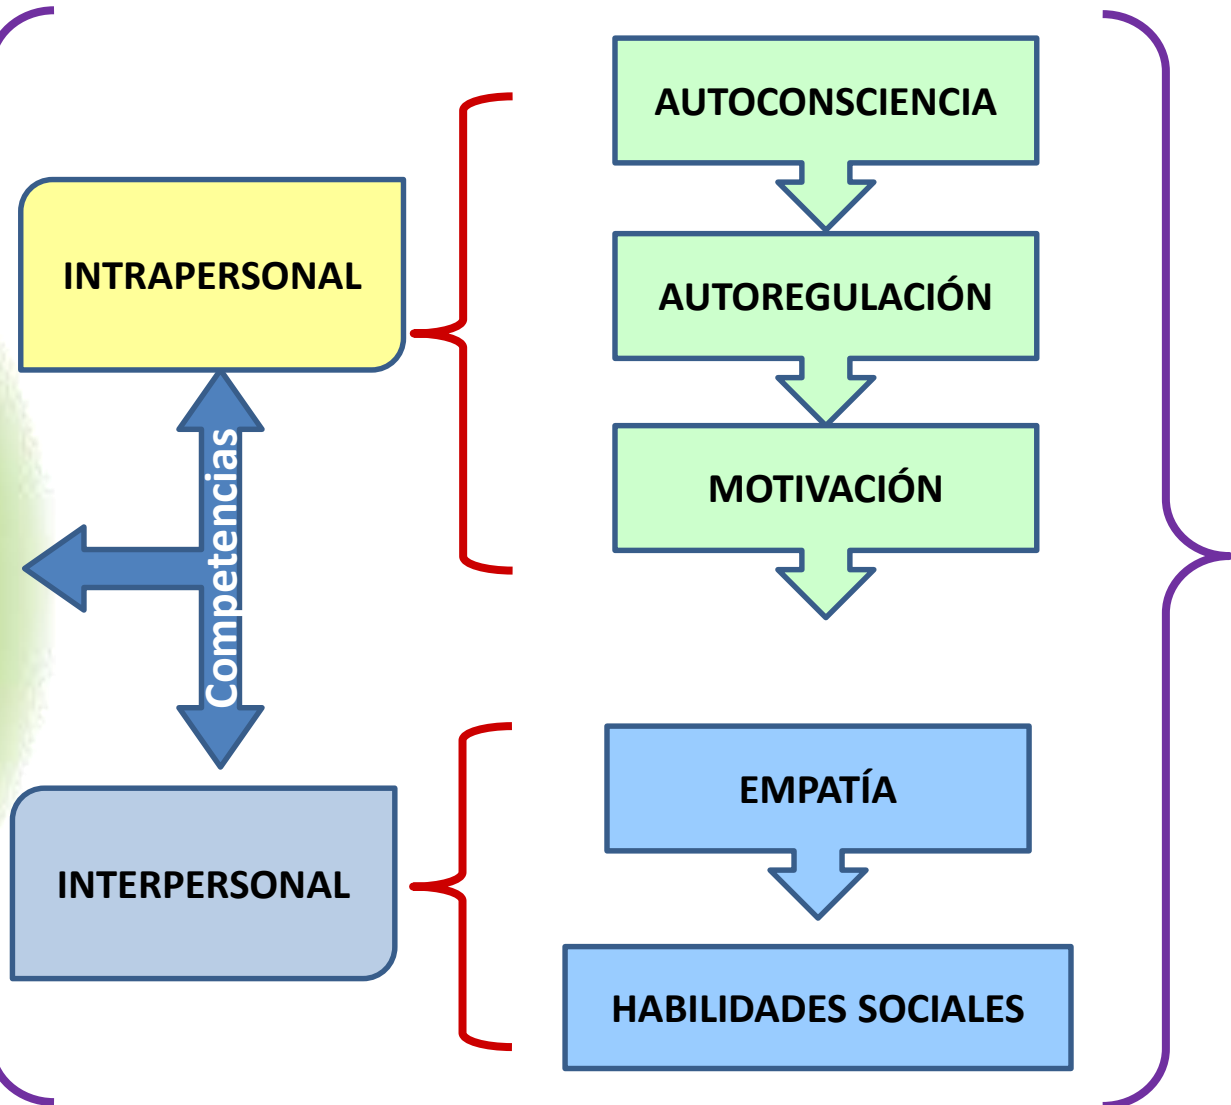 AUTOCONSCIENCIA
INTRAPERSONAL
AUTOREGULACIÓN
MOTIVACIÓN
Competencias
EMPATÍA
INTERPERSONAL
HABILIDADES SOCIALES